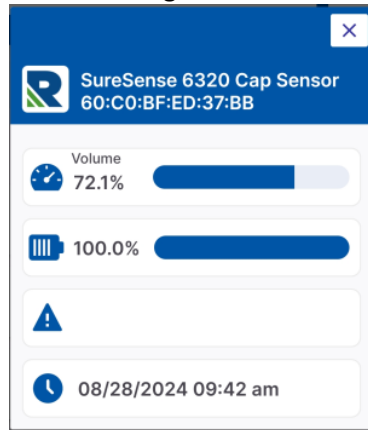 SureSense 6320 Cap Sensor
60:C0:BF:ED:37:BB
Volume
72.1%
100.0%
08/28/2024 09:42 am